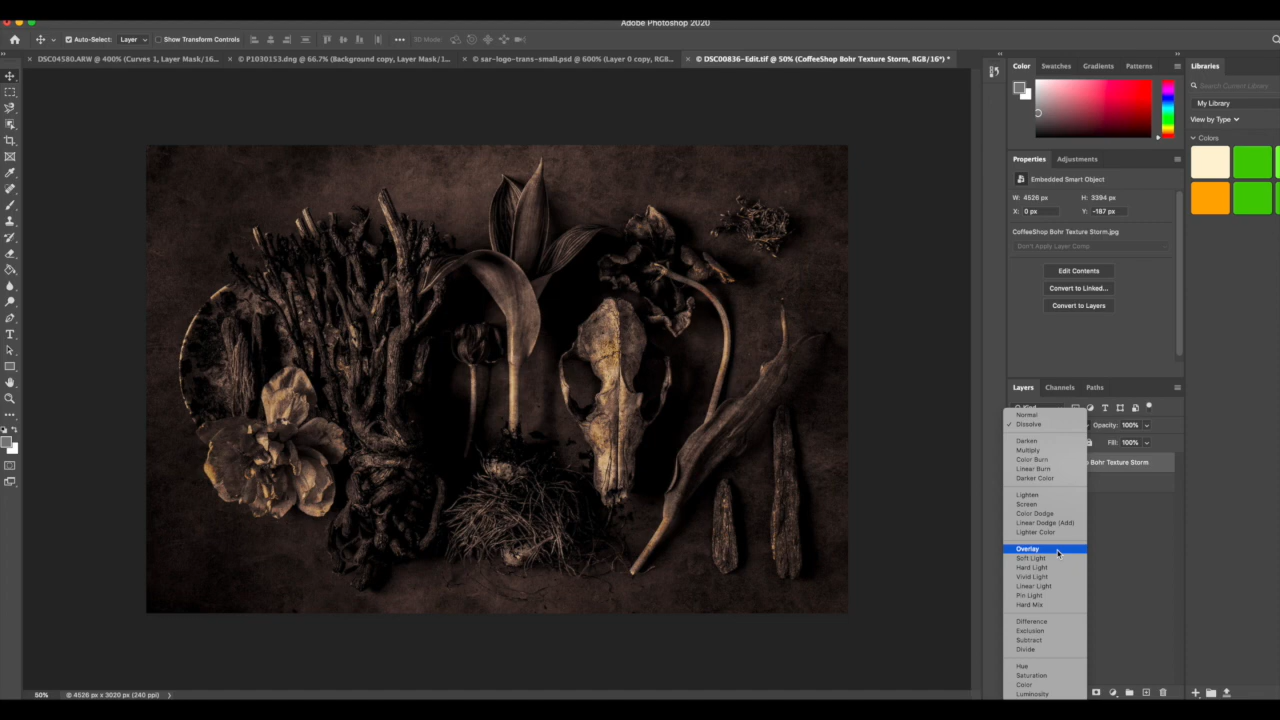 Adobe Photoshop 2020
Auto-Select: Layer Show Transform Controls 3D Mode:
DSC04580.ARW @ 400% (Curves 1, Layer Mask/16... © P1030153.dng @ 66.7% (Background copy, Layer Mask/1... © sar-logo-trans-small.psd @ 600% (Layer 0 copy, RGB... © DSC00836-Edit.tif @ 50% (CoffeeShop Bohr Texture Storm, RGB/16*) *
Color Swatches Gradients Patterns Libraries
Search Current Library
My Library
View by Type
Colors
Properties Adjustments
Embedded Smart Object
W: 4526 px H: 3394 px
X: 0 px Y: -187 px
CoffeeShop Bohr Texture Storm.jpg
Don't Apply Layer Comp
Edit Contents
Convert to Linked...
Convert to Layers
Layers Channels Paths
Normal
Dissolve Opacity: 100%
Darken
Multiply Fill: 100%
Color Burn
Bohr Texture Storm
Linear Burn
Darker Color
Lighten
Screen
Color Dodge
Linear Dodge (Add)
Lighter Color
Overlay
Soft Light
Hard Light
Vivid Light
Linear Light
Pin Light
Hard Mix
Difference
Exclusion
Subtract
Divide
Hue
Saturation
Color
Luminosity
50% © 4526 px x 3020 px (240 ppi)